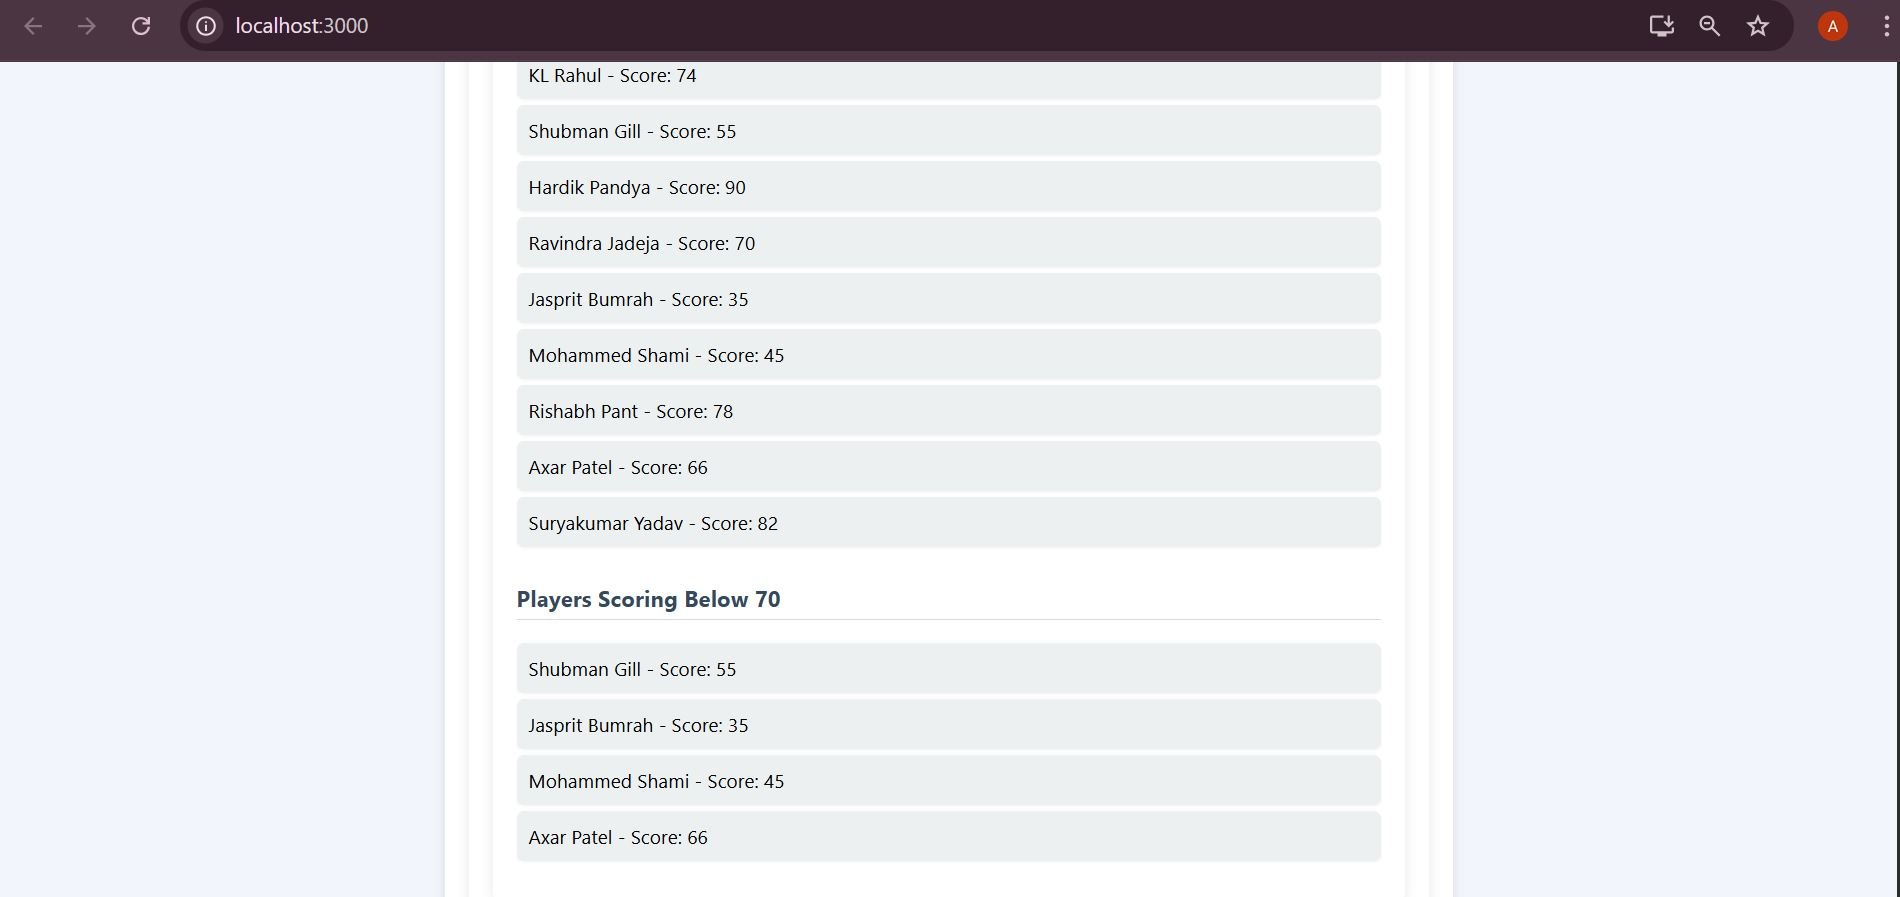 localhost:3000
A
KL Rahul - Score: 74
Shubman Gill - Score: 55
Hardik Pandya - Score: 90
Ravindra Jadeja - Score: 70
Jasprit Bumrah - Score: 35
Mohammed Shami - Score: 45
Rishabh Pant - Score: 78
Axar Patel - Score: 66
Suryakumar Yadav - Score: 82
Players Scoring Below 70
Shubman Gill - Score: 55
Jasprit Bumrah - Score: 35
Mohammed Shami - Score: 45
Axar Patel - Score: 66